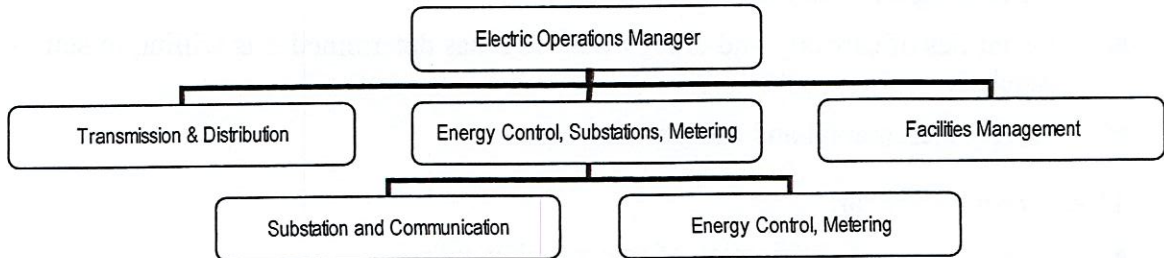 Electric Operations Manager
Transmission & Distribution
Energy Control, Substations, Metering
Facilities Management
Substation and Communication
Energy Control, Metering